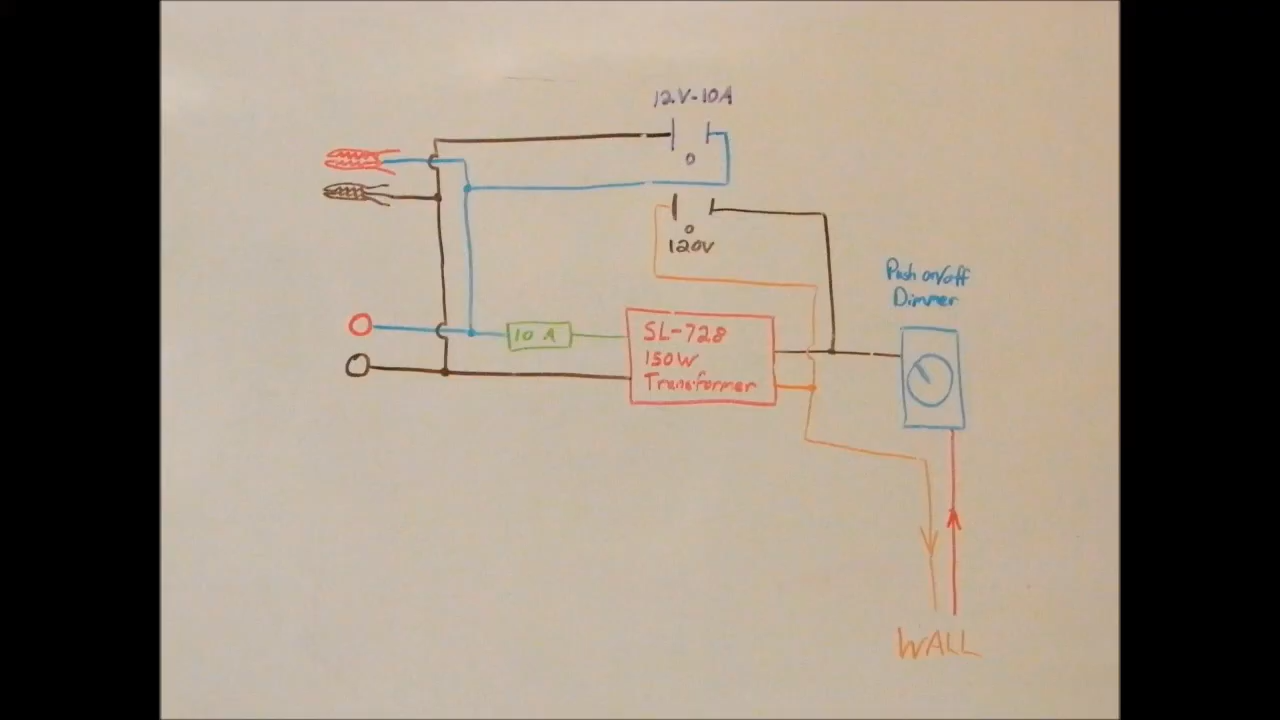 12V-10A
120V
Push on/off
Dimmer
10 A
SL-728
150W
Transformer
WALL